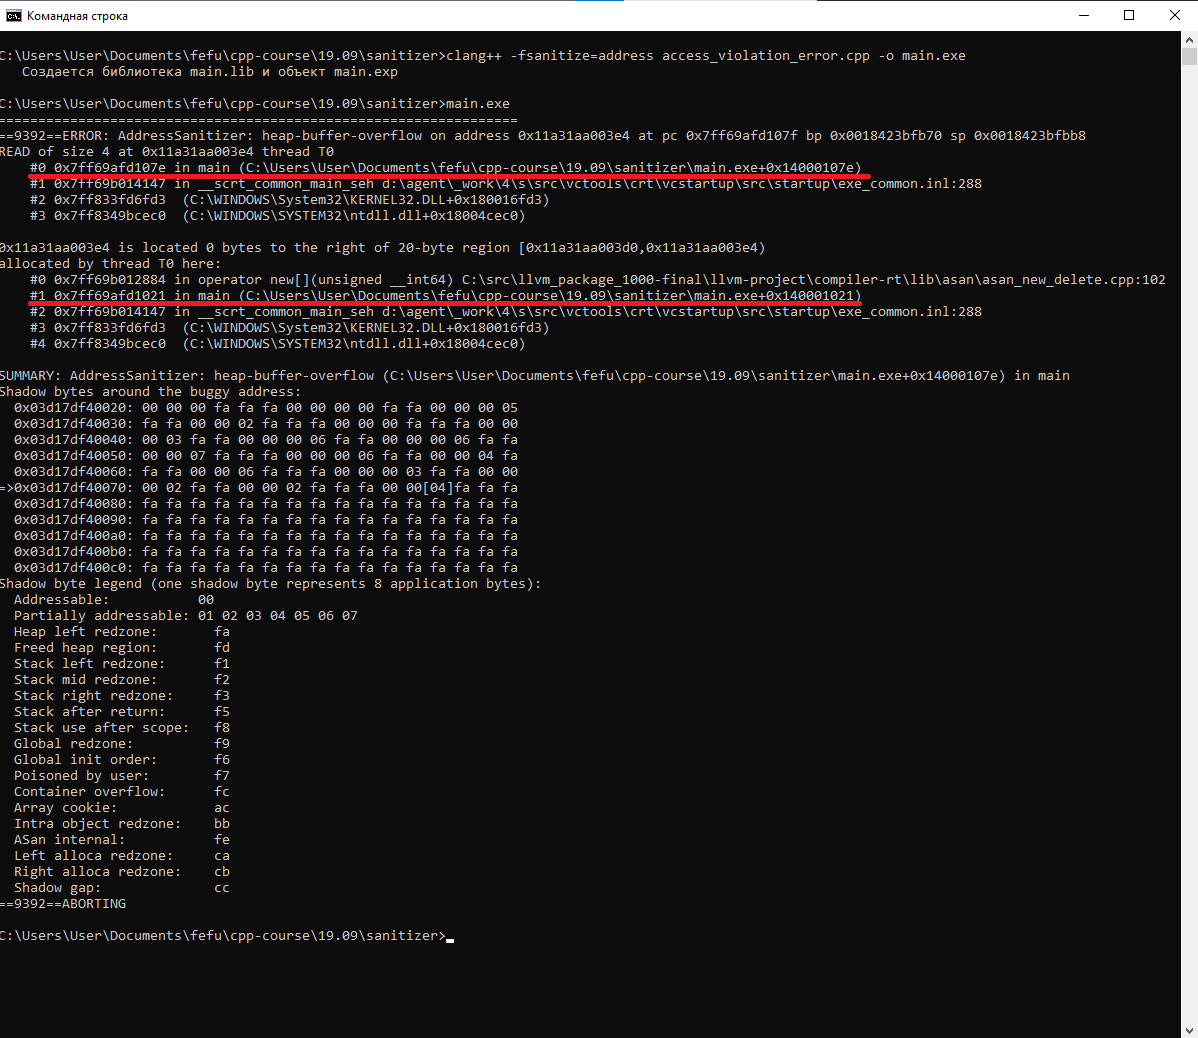 Командная строка
C:\Users\User\Documents\fefu\cpp-course\19.09\sanitizer>clang++ -fsanitize=address access_violation_error.cpp -o main.exe
   Создается библиотека main.lib и объект main.exp
C:\Users\User\Documents\fefu\cpp-course\19.09\sanitizer>main.exe
=================================================================
==9392==ERROR: AddressSanitizer: heap-buffer-overflow on address 0x11a31aa003e4 at pc 0x7ff69afd107f bp 0x0018423bfb70 sp 0x0018423bfbb8
READ of size 4 at 0x11a31aa003e4 thread T0
    #0 0x7ff69afd107e in main (C:\Users\User\Documents\fefu\cpp-course\19.09\sanitizer\main.exe+0x14000107e)
    #1 0x7ff69b014147 in __scrt_common_main_seh d:\agent\_work\4\s\src\vctools\crt\vcstartup\src\startup\exe_common.inl:288
    #2 0x7ff833fd6fd3  (C:\WINDOWS\System32\KERNEL32.DLL+0x180016fd3)
    #3 0x7ff8349bcec0  (C:\WINDOWS\SYSTEM32\ntdll.dll+0x18004cec0)
0x11a31aa003e4 is located 0 bytes to the right of 20-byte region [0x11a31aa003d0,0x11a31aa003e4)
allocated by thread T0 here:
    #0 0x7ff69b012884 in operator new[](unsigned __int64) C:\src\llvm_package_1000-final\llvm-project\compiler-rt\lib\asan\asan_new_delete.cpp:102
    #1 0x7ff69afd1021 in main (C:\Users\User\Documents\fefu\cpp-course\19.09\sanitizer\main.exe+0x140001021)
    #2 0x7ff69b014147 in __scrt_common_main_seh d:\agent\_work\4\s\src\vctools\crt\vcstartup\src\startup\exe_common.inl:288
    #3 0x7ff833fd6fd3  (C:\WINDOWS\System32\KERNEL32.DLL+0x180016fd3)
    #4 0x7ff8349bcec0  (C:\WINDOWS\SYSTEM32\ntdll.dll+0x18004cec0)
SUMMARY: AddressSanitizer: heap-buffer-overflow (C:\Users\User\Documents\fefu\cpp-course\19.09\sanitizer\main.exe+0x14000107e) in main
Shadow bytes around the buggy address:
  0x03d17df40020: 00 00 00 fa fa fa 00 00 00 00 fa fa 00 00 00 05
  0x03d17df40030: fa fa 00 00 02 fa fa fa 00 00 00 fa fa fa 00 00
  0x03d17df40040: 00 03 fa fa 00 00 00 06 fa fa 00 00 00 06 fa fa
  0x03d17df40050: 00 00 07 fa fa fa 00 00 00 06 fa fa 00 00 04 fa
  0x03d17df40060: fa fa 00 00 06 fa fa fa 00 00 00 03 fa fa 00 00
=>0x03d17df40070: 00 02 fa fa 00 00 02 fa fa fa 00 00[04]fa fa fa
  0x03d17df40080: fa fa fa fa fa fa fa fa fa fa fa fa fa fa fa fa
  0x03d17df40090: fa fa fa fa fa fa fa fa fa fa fa fa fa fa fa fa
  0x03d17df400a0: fa fa fa fa fa fa fa fa fa fa fa fa fa fa fa fa
  0x03d17df400b0: fa fa fa fa fa fa fa fa fa fa fa fa fa fa fa fa
  0x03d17df400c0: fa fa fa fa fa fa fa fa fa fa fa fa fa fa fa fa
Shadow byte legend (one shadow byte represents 8 application bytes):
  Addressable:           00
  Partially addressable: 01 02 03 04 05 06 07
  Heap left redzone:       fa
  Freed heap region:       fd
  Stack left redzone:      f1
  Stack mid redzone:       f2
  Stack right redzone:     f3
  Stack after return:      f5
  Stack use after scope:   f8
  Global redzone:          f9
  Global init order:       f6
  Poisoned by user:        f7
  Container overflow:      fc
  Array cookie:            ac
  Intra object redzone:    bb
  ASan internal:           fe
  Left alloca redzone:     ca
  Right alloca redzone:    cb
  Shadow gap:              cc
==9392==ABORTING
C:\Users\User\Documents\fefu\cpp-course\19.09\sanitizer>